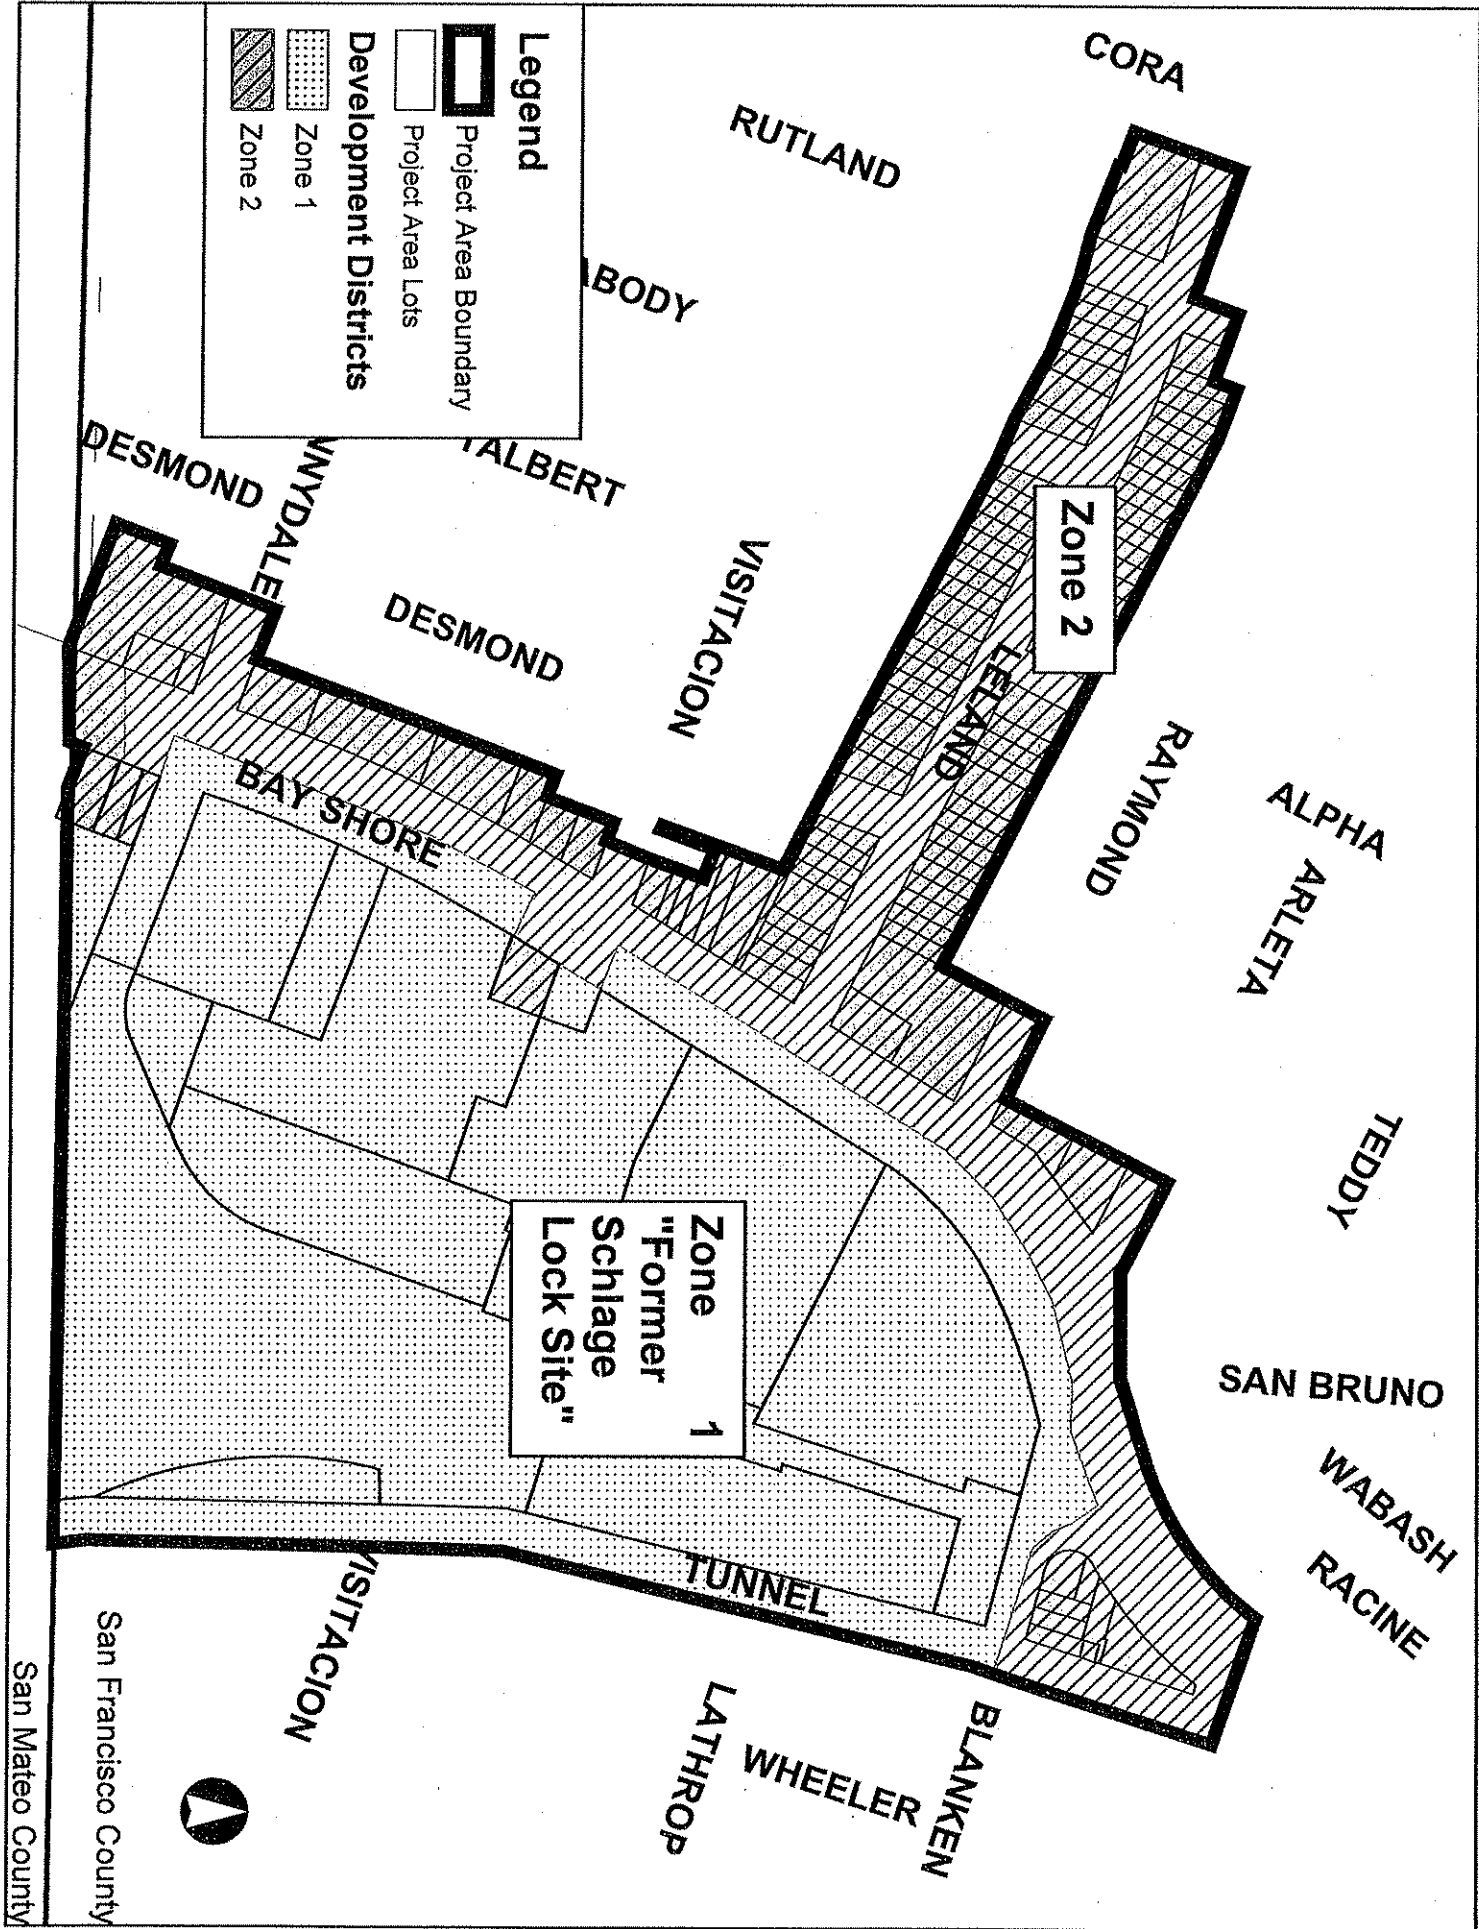 CORA
RUTLAND
ABODY
TALBERT
NNYDALE
DESMOND
DESMOND
VISITACION
Legend
Project Area Boundary
Project Area Lots
Development Districts
Zone 1
Zone 2
Zone 2
LELAND
RAYMOND
ALPHA
ARLETA
TEDDY
SAN BRUNO
WABASH
RACINE
BAY SHORE
Zone 1
"Former
Schlage
Lock Site"
TUNNEL
VISITACION
LATHROP
WHEELER
BLANKEN
San Francisco County
San Mateo County